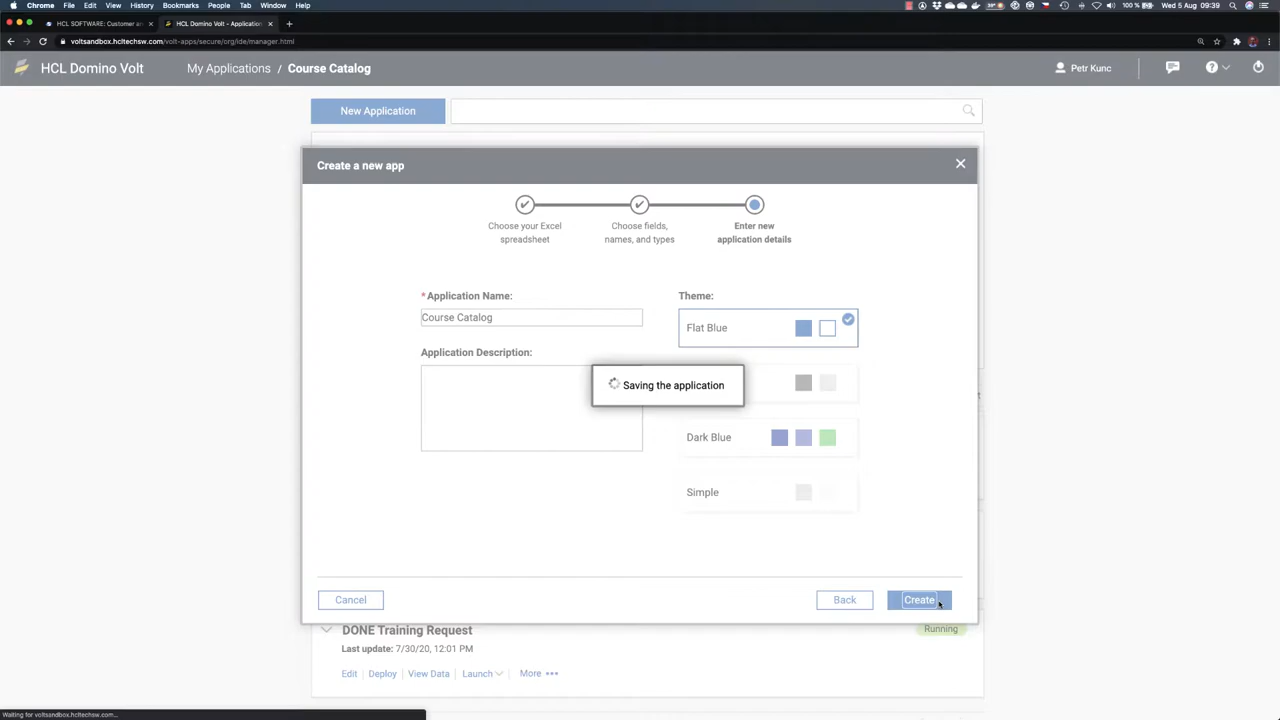 Chrome File Edit View History Bookmarks People Tab Window Help 100 % Wed 5 Aug 09:39
HCL SOFTWARE: Customer an
HCL Domino Volt - Application
voltsandbox.hcltechsw.com/volt-apps/secure/org/ide/manager.html
HCL Domino Volt My Applications / Course Catalog Petr Kunc
New Application
Create a new app
Choose your Excel
spreadsheet
Choose fields,
names, and types
Enter new
application details
*Application Name:
Course Catalog
Application Description:
Theme:
Flat Blue
Saving the application
Dark Blue
Simple
Cancel Back Create
DONE Training Request Running
Last update: 7/30/20, 12:01 PM
Edit Deploy View Data Launch More •••
Waiting for voltsandbox.hcltechsw.com...